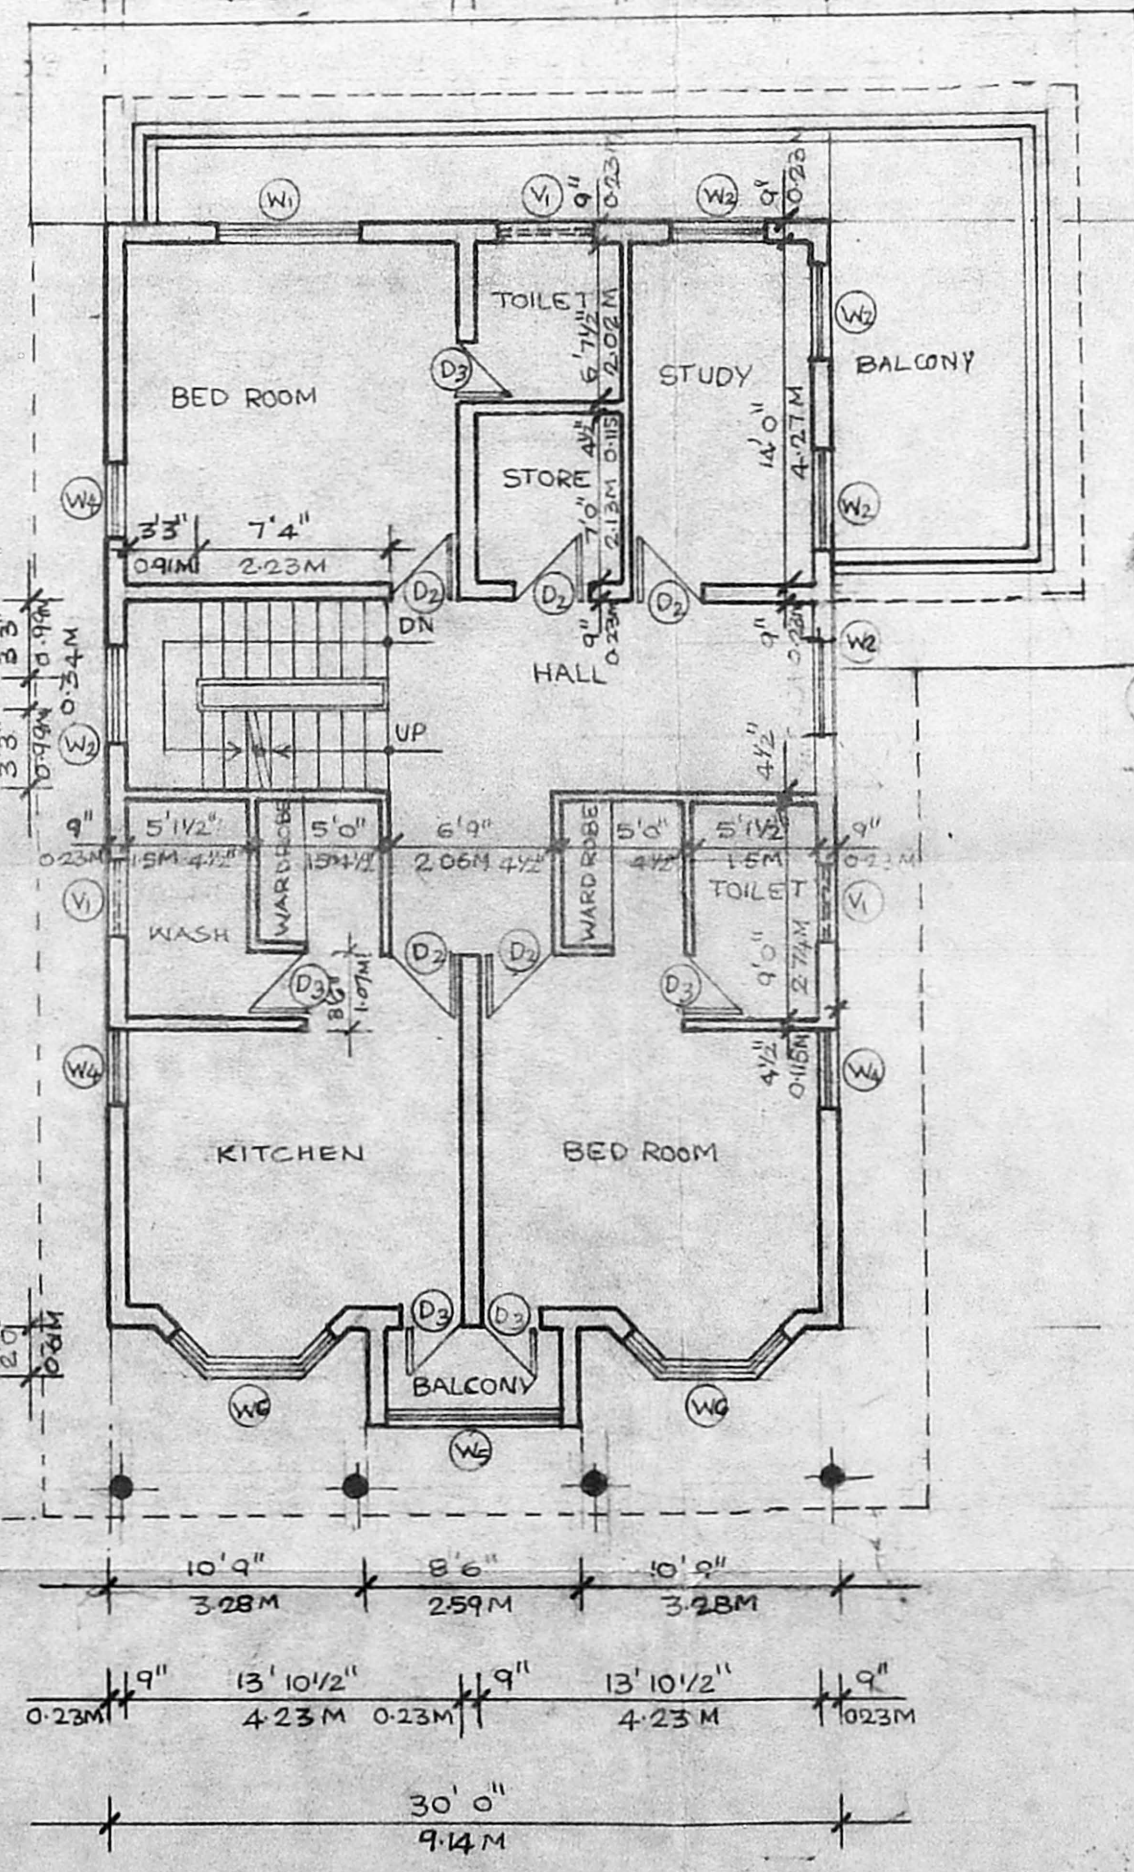 W1
V1
9"
0.23M
W2
9"
0.23M
TOILET
6'7½"
2.02M
W2
D3
STUDY
BALCONY
BED ROOM
14'0"
4.27M
4½"
0.115
STORE
W4
W2
3'3"
7'4"
7'0"
2.13M
0.91M
2.23M
D2
D2
D2
DN
9"
0.23M
9"
0.23M
W2
3'3"
0.99M
0.34M
HALL
W2
UP
3'3"
0.99M
4½"
9"
5'1½"
WARDROBE
5'0"
6'9"
WARDROBE
5'0"
5'1½"
9"
0.23M
1.5M
4½"
1.5M
4½"
2.06M
4½"
4½"
1.5M
0.23M
V1
TOILET
V1
WASH
D2
D2
9'0"
2.74M
D3
1.07M
D3
W4
4½
0.115M
W4
KITCHEN
BED ROOM
D3
D3
0.61M
BALCONY
W6
W6
W5
10'9"
8'6"
10'9"
3.28M
2.59M
3.28M
9"
13'10½"
9"
13'10½"
9"
0.23M
4.23M
0.23M
4.23M
023M
30'0"
9.14M